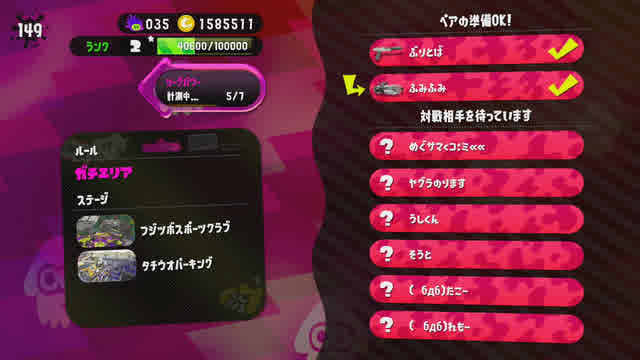 149
035
1585511
ランク 2 40600/100000
リーグパワー
計測中... 5/7
ルール
ガチエリア
ステージ
フジツボスポーツクラブ
タチウオパーキング
ペアの準備OK!
ぷりとぱ
ふみふみ
対戦相手を待っています
? めぐサマ<コ:ミ««
? ヤグラのります
? うしくん
? そうと
? (´бдб)たこー
? (´бдб)れもー